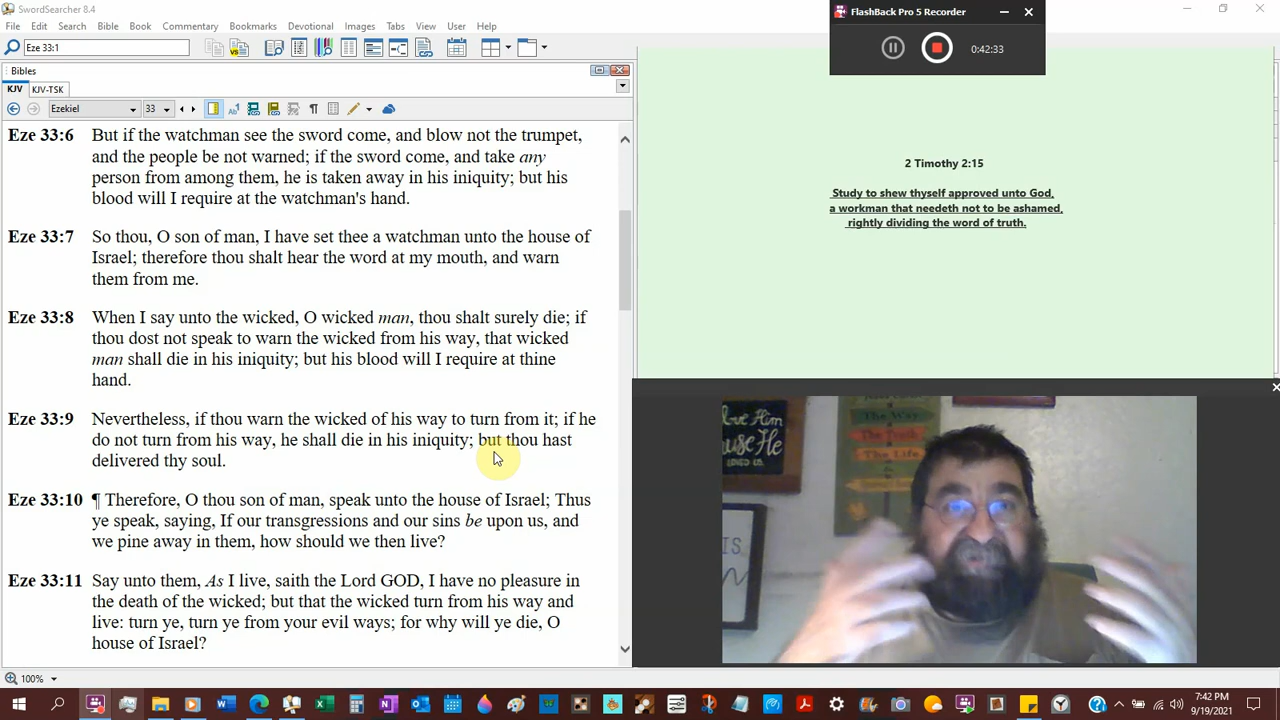 SwordSearcher 8.4
FlashBack Pro 5 Recorder
File Edit Search Bible Book Commentary Bookmarks Devotional Images Tabs View User Help
0:42:33
Eze 33:1
Bibles
KJV KJV-TSK
Ezekiel 33
Eze 33:6 But if the watchman see the sword come, and blow not the trumpet,
and the people be not warned; if the sword come, and take any
person from among them, he is taken away in his iniquity; but his
blood will I require at the watchman's hand.
Eze 33:7 So thou, O son of man, I have set thee a watchman unto the house of
Israel; therefore thou shalt hear the word at my mouth, and warn
them from me.
Eze 33:8 When I say unto the wicked, O wicked man, thou shalt surely die; if
thou dost not speak to warn the wicked from his way, that wicked
man shall die in his iniquity; but his blood will I require at thine
hand.
Eze 33:9 Nevertheless, if thou warn the wicked of his way to turn from it; if he
do not turn from his way, he shall die in his iniquity; but thou hast
delivered thy soul.
Eze 33:10 ¶ Therefore, O thou son of man, speak unto the house of Israel; Thus
ye speak, saying, If our transgressions and our sins be upon us, and
we pine away in them, how should we then live?
Eze 33:11 Say unto them, As I live, saith the Lord GOD, I have no pleasure in
the death of the wicked; but that the wicked turn from his way and
live: turn ye, turn ye from your evil ways; for why will ye die, O
house of Israel?
100%
2 Timothy 2:15
Study to shew thyself approved unto God,
a workman that needeth not to be ashamed,
rightly dividing the word of truth.
The Way
The Truth
The Life
7:42 PM
9/19/2021